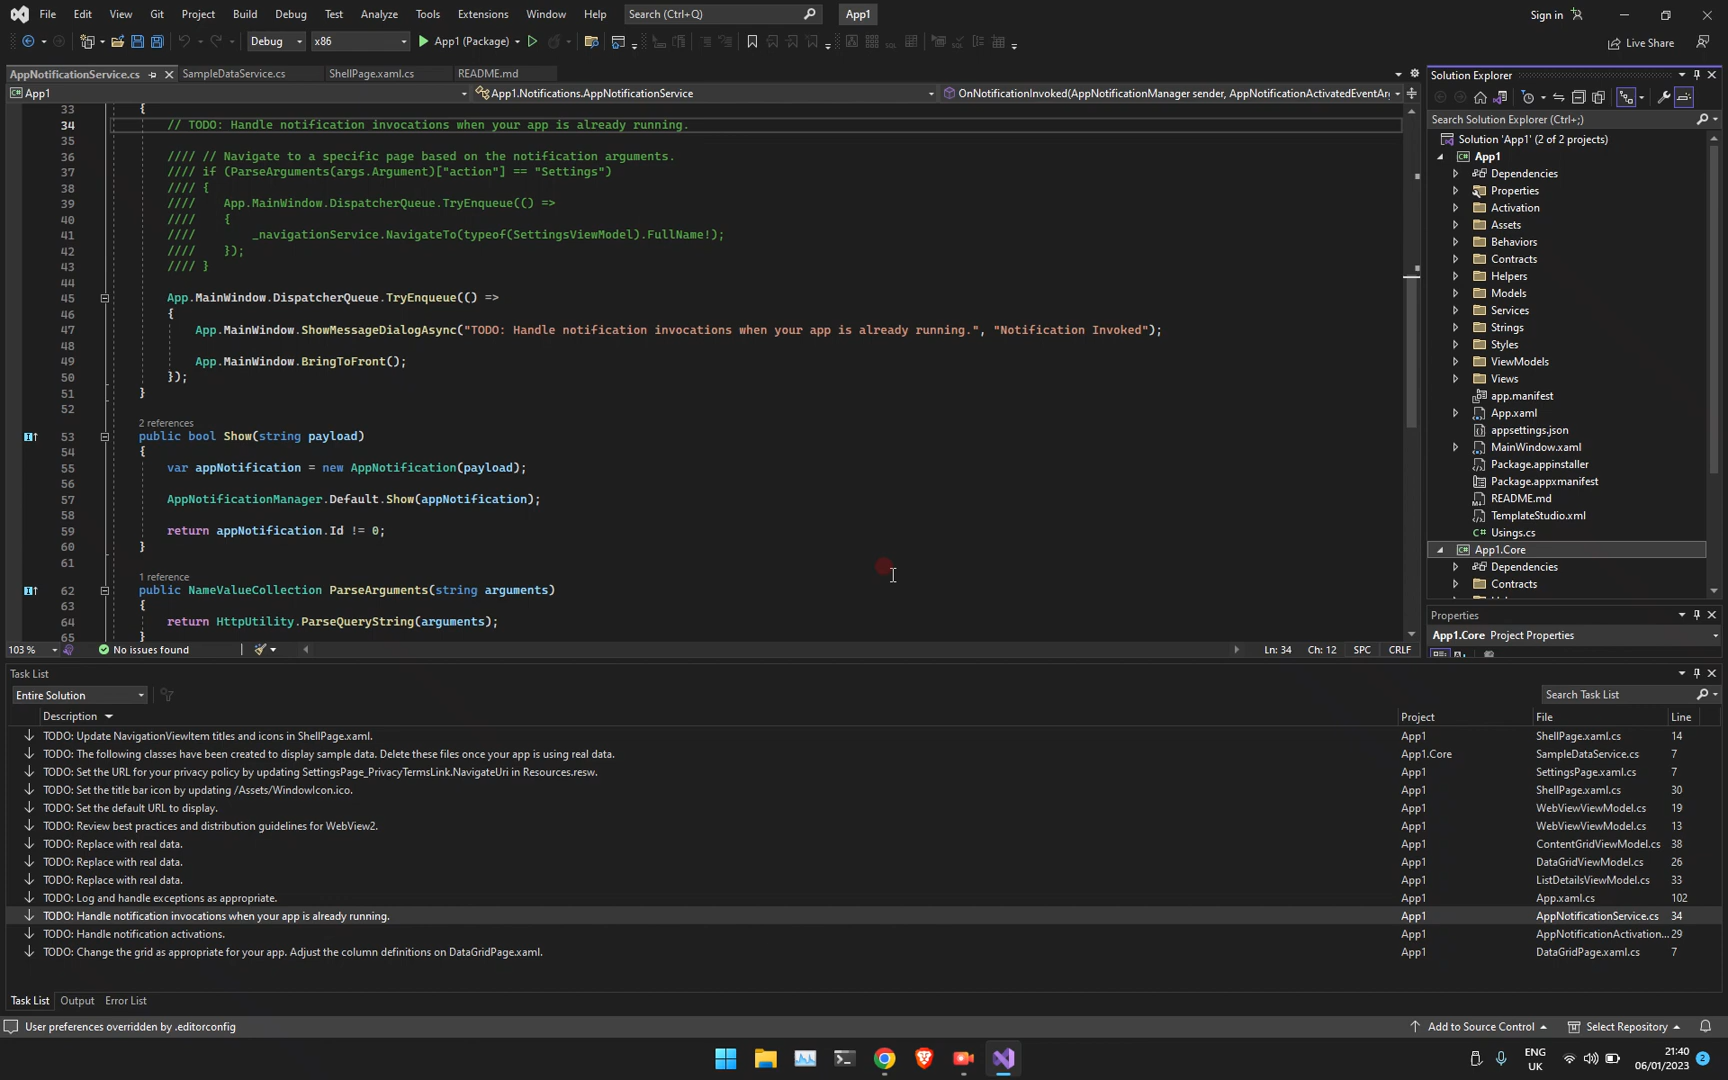 File Edit View Git Project Build Debug Test Analyze Tools Extensions Window Help Search (Ctrl+Q) App1 Sign in
Debug x86 App1 (Package) Live Share
AppNotificationService.cs SampleDataService.cs ShellPage.xaml.cs README.md
App1 App1.Notifications.AppNotificationService OnNotificationInvoked(AppNotificationManager sender, AppNotificationActivatedEventAr
33 {
34 // TODO: Handle notification invocations when your app is already running.
35
36 //// // Navigate to a specific page based on the notification arguments.
37 //// if (ParseArguments(args.Argument)["action"] == "Settings")
38 //// {
39 //// App.MainWindow.DispatcherQueue.TryEnqueue(() =>
40 //// {
41 //// _navigationService.NavigateTo(typeof(SettingsViewModel).FullName!);
42 //// });
43 //// }
44
45 App.MainWindow.DispatcherQueue.TryEnqueue(() =>
46 {
47 App.MainWindow.ShowMessageDialogAsync("TODO: Handle notification invocations when your app is already running.", "Notification Invoked");
48
49 App.MainWindow.BringToFront();
50 });
51 }
52
2 references
53 public bool Show(string payload)
54 {
55 var appNotification = new AppNotification(payload);
56
57 AppNotificationManager.Default.Show(appNotification);
58
59 return appNotification.Id != 0;
60 }
61
1 reference
62 public NameValueCollection ParseArguments(string arguments)
63 {
64 return HttpUtility.ParseQueryString(arguments);
65 }
103 % No issues found Ln: 34 Ch: 12 SPC CRLF
Solution Explorer
Search Solution Explorer (Ctrl+;)
Solution 'App1' (2 of 2 projects)
App1
Dependencies
Properties
Activation
Assets
Behaviors
Contracts
Helpers
Models
Services
Strings
Styles
ViewModels
Views
app.manifest
App.xaml
appsettings.json
MainWindow.xaml
Package.appinstaller
Package.appxmanifest
README.md
TemplateStudio.xml
C# Usings.cs
App1.Core
Dependencies
Contracts
Properties
App1.Core Project Properties
Task List
Entire Solution Search Task List
Description Project File Line
TODO: Update NavigationViewItem titles and icons in ShellPage.xaml. App1 ShellPage.xaml.cs 14
TODO: The following classes have been created to display sample data. Delete these files once your app is using real data. App1.Core SampleDataService.cs 7
TODO: Set the URL for your privacy policy by updating SettingsPage_PrivacyTermsLink.NavigateUri in Resources.resw. App1 SettingsPage.xaml.cs 7
TODO: Set the title bar icon by updating /Assets/WindowIcon.ico. App1 ShellPage.xaml.cs 30
TODO: Set the default URL to display. App1 WebViewViewModel.cs 19
TODO: Review best practices and distribution guidelines for WebView2. App1 WebViewViewModel.cs 13
TODO: Replace with real data. App1 ContentGridViewModel.cs 38
TODO: Replace with real data. App1 DataGridViewModel.cs 26
TODO: Replace with real data. App1 ListDetailsViewModel.cs 33
TODO: Log and handle exceptions as appropriate. App1 App.xaml.cs 102
TODO: Handle notification invocations when your app is already running. App1 AppNotificationService.cs 34
TODO: Handle notification activations. App1 AppNotificationActivation... 29
TODO: Change the grid as appropriate for your app. Adjust the column definitions on DataGridPage.xaml. App1 DataGridPage.xaml.cs 7
Task List Output Error List
User preferences overridden by .editorconfig Add to Source Control Select Repository
ENG 21:40
UK 06/01/2023 2